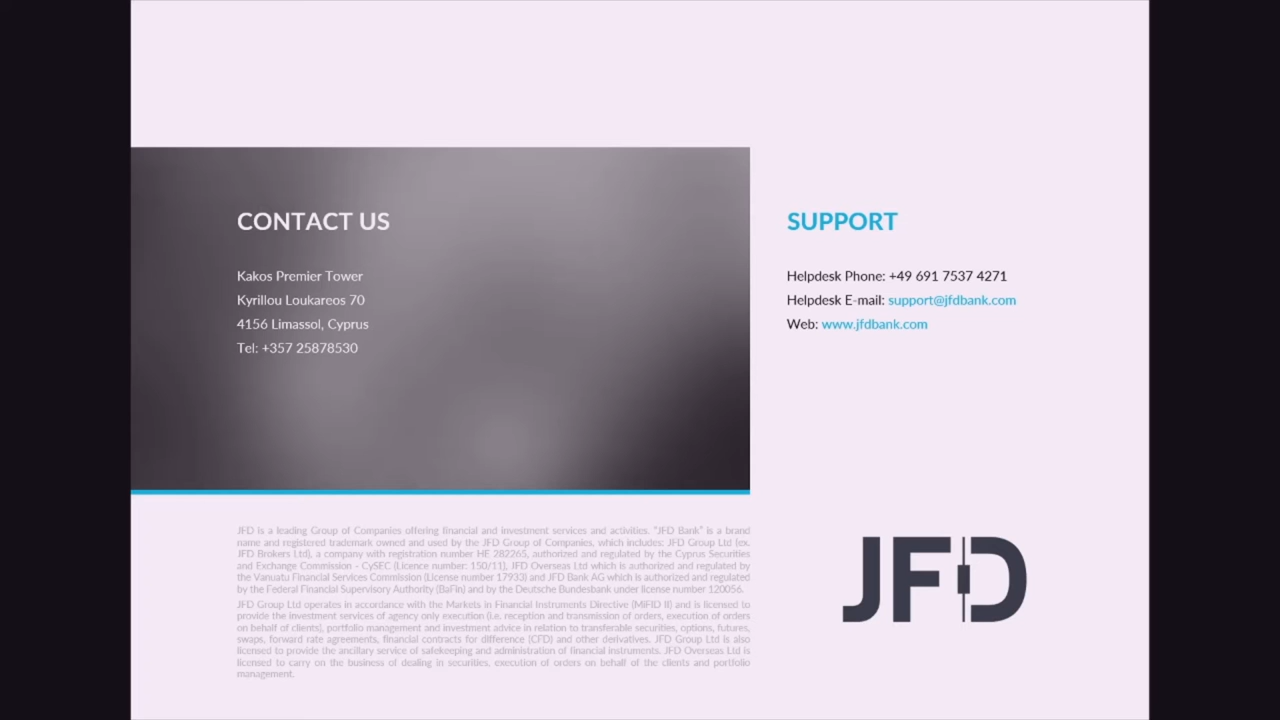 CONTACT US
Kakos Premier Tower
Kyrillou Loukareos 70
4156 Limassol, Cyprus
Tel: +357 25878530
SUPPORT
Helpdesk Phone: +49 691 7537 4271
Helpdesk E-mail: support@jfdbank.com
Web: www.jfdbank.com
JFD is a leading Group of Companies offering financial and investment services and activities. "JFD Bank" is a brand
name and registered trademark owned and used by the JFD Group of Companies, which includes: JFD Group Ltd (ex.
JFD Brokers Ltd), a company with registration number HE 282265, authorized and regulated by the Cyprus Securities
and Exchange Commission - CySEC (Licence number: 150/11), JFD Overseas Ltd which is authorized and regulated by
the Vanuatu Financial Services Commission (License number 17933) and JFD Bank AG which is authorized and regulated
by the Federal Financial Supervisory Authority (BaFin) and by the Deutsche Bundesbank under license number 120056.
JFD Group Ltd operates in accordance with the Markets in Financial Instruments Directive (MiFID II) and is licensed to
provide the investment services of agency only execution (i.e. reception and transmission of orders, execution of orders
on behalf of clients), portfolio management and investment advice in relation to transferable securities, options, futures,
swaps, forward rate agreements, financial contracts for difference (CFD) and other derivatives. JFD Group Ltd is also
licensed to provide the ancillary service of safekeeping and administration of financial instruments. JFD Overseas Ltd is
licensed to carry on the business of dealing in securities, execution of orders on behalf of the clients and portfolio
management.
JFD